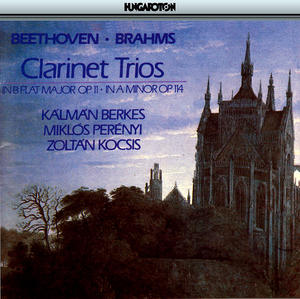 HUNGAROTON
BEETHOVEN · BRAHMS
Clarinet Trios
IN B FLAT MAJOR OP 11 · IN A MINOR OP 114
KÁLMÁN BERKES
MIKLÓS PERÉNYI
ZOLTÁN KOCSIS